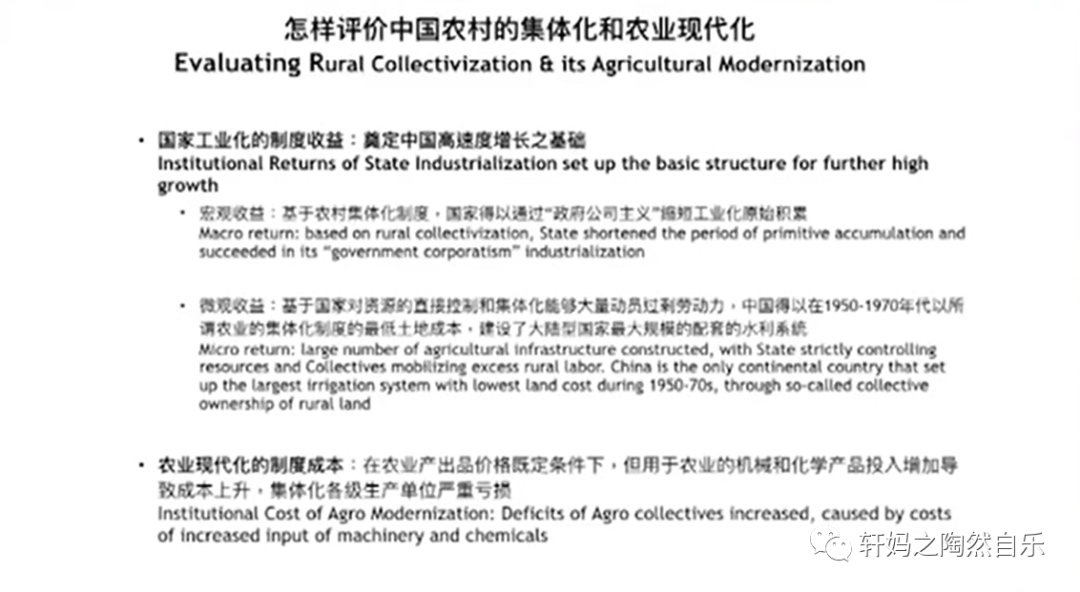 怎样评价中国农村的集体化和农业现代化
Evaluating Rural Collectivization & its Agricultural Modernization
• 国家工业化的制度收益：奠定中国高速度增长之基础
Institutional Returns of State Industrialization set up the basic structure for further high
growth
• 宏观收益：基于农村集体化制度，国家得以通过“政府公司主义”缩短工业化原始积累
Macro return: based on rural collectivization, State shortened the period of primitive accumulation and
succeeded in its “government corporatism” industrialization
• 微观收益：基于国家对资源的直接控制和集体化能够大量动员过剩劳动力，中国得以在1950-1970年代以所
谓农业的集体化制度的最低土地成本，建设了大陆型国家最大规模的配套的水利系统
Micro return: large number of agricultural infrastructure constructed, with State strictly controlling
resources and Collectives mobilizing excess rural labor. China is the only continental country that set
up the largest irrigation system with lowest land cost during 1950-70s, through so-called collective
ownership of rural land
• 农业现代化的制度成本：在农业产出品价格既定条件下，但用于农业的机械和化学产品投入增加导
致成本上升，集体化各级生产单位严重亏损
Institutional Cost of Agro Modernization: Deficits of Agro collectives increased, caused by costs
of increased input of machinery and chemicals
轩妈之陶然自乐